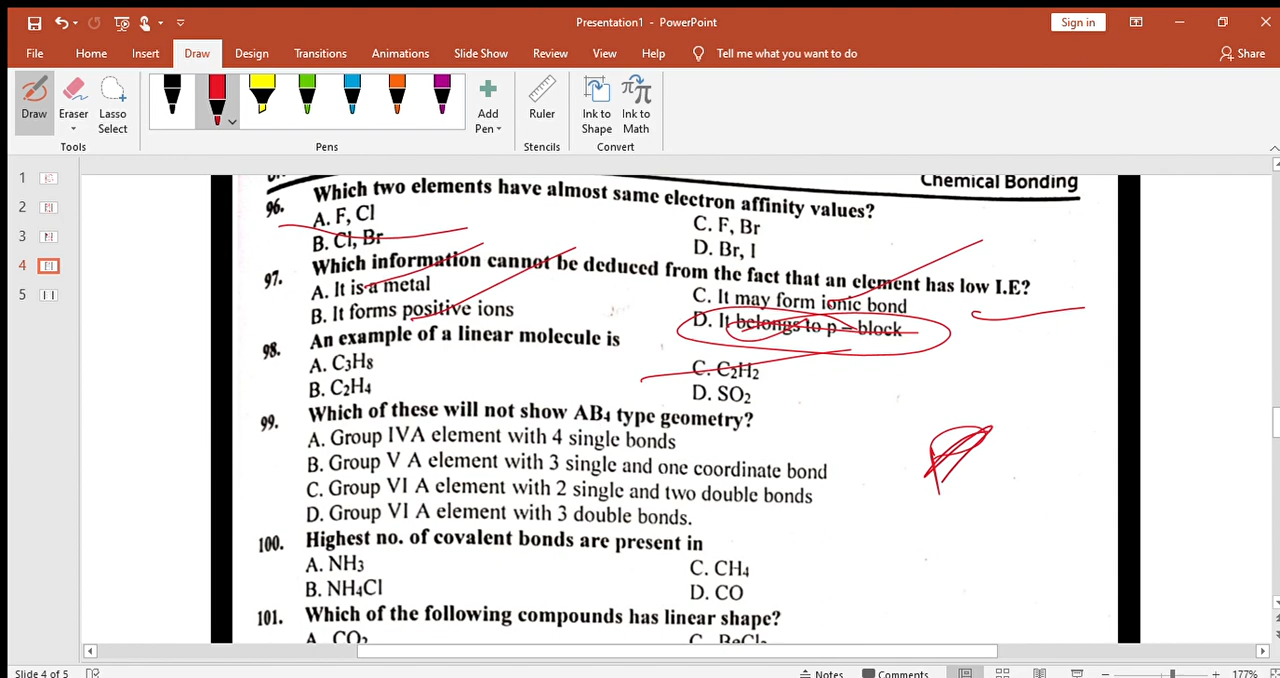 Presentation1 - PowerPoint
Sign in
File Home Insert Draw Design Transitions Animations Slide Show Review View Help Tell me what you want to do Share
Draw Eraser Lasso Select Add Pen Ruler Ink to Shape Ink to Math
Tools Pens Stencils Convert
1
2
3
4
5
Chemical Bonding
96. Which two elements have almost same electron affinity values?
A. F, Cl C. F, Br
B. Cl, Br D. Br, I
97. Which information cannot be deduced from the fact that an element has low I.E?
A. It is a metal C. It may form ionic bond
B. It forms positive ions D. It belongs to p – block
98. An example of a linear molecule is
A. C3H8 C. C2H2
B. C2H4 D. SO2
99. Which of these will not show AB4 type geometry?
A. Group IVA element with 4 single bonds
B. Group V A element with 3 single and one coordinate bond
C. Group VI A element with 2 single and two double bonds
D. Group VI A element with 3 double bonds.
100. Highest no. of covalent bonds are present in
A. NH3 C. CH4
B. NH4Cl D. CO
101. Which of the following compounds has linear shape?
A. CO2 C. BeCl2
Slide 4 of 5 Notes Comments 177%